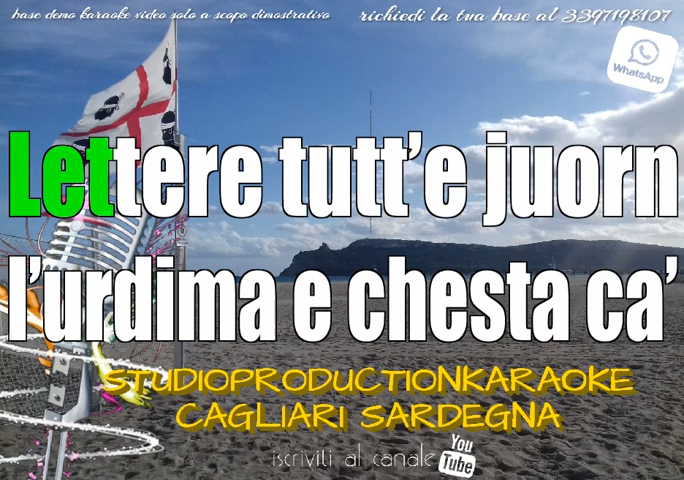 base demo karaoke video solo a scopo dimostrativo
richiedi la tua base al 3397198107
WhatsApp
Lettere tutt'e juorn
l'urdima e chesta ca'
STUDIOPRODUCTIONKARAOKE
CAGLIARI SARDEGNA
iscriviti al canale You Tube